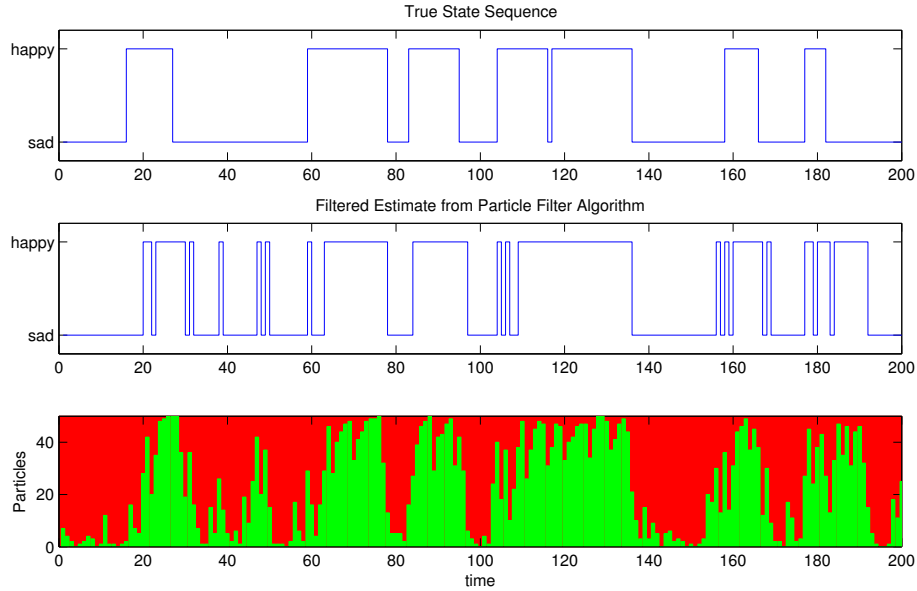 True State Sequence
happy
sad
0 20 40 60 80 100 120 140 160 180 200
Filtered Estimate from Particle Filter Algorithm
happy
sad
0 20 40 60 80 100 120 140 160 180 200
Particles
40
20
0
0 20 40 60 80 100 120 140 160 180 200
time